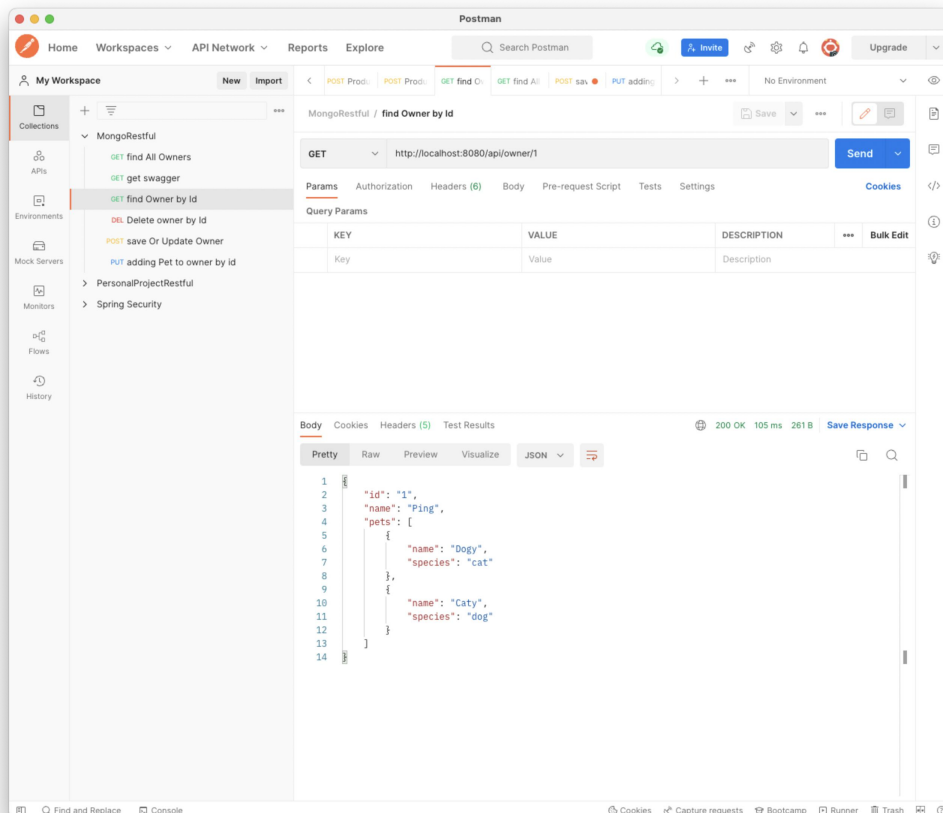 Postman
Home Workspaces API Network Reports Explore Search Postman Invite Upgrade
My Workspace New Import POST Produ POST Produ GET find Ov GET find All POST sav PUT adding No Environment
Collections
APIs
Environments
Mock Servers
Monitors
Flows
History
MongoRestful
GET find All Owners
GET get swagger
GET find Owner by Id
DEL Delete owner by Id
POST save Or Update Owner
PUT adding Pet to owner by id
PersonalProjectRestful
Spring Security
MongoRestful / find Owner by Id Save
GET http://localhost:8080/api/owner/1 Send
Params Authorization Headers (6) Body Pre-request Script Tests Settings Cookies
Query Params
KEY VALUE DESCRIPTION Bulk Edit
Key Value Description
Body Cookies Headers (5) Test Results 200 OK 105 ms 261 B Save Response
Pretty Raw Preview Visualize JSON
1 {
2 "id": "1",
3 "name": "Ping",
4 "pets": [
5 {
6 "name": "Dogy",
7 "species": "cat"
8 },
9 {
10 "name": "Caty",
11 "species": "dog"
12 }
13 ]
14 }
Find and Replace Console Cookies Capture requests Bootcamp Runner Trash